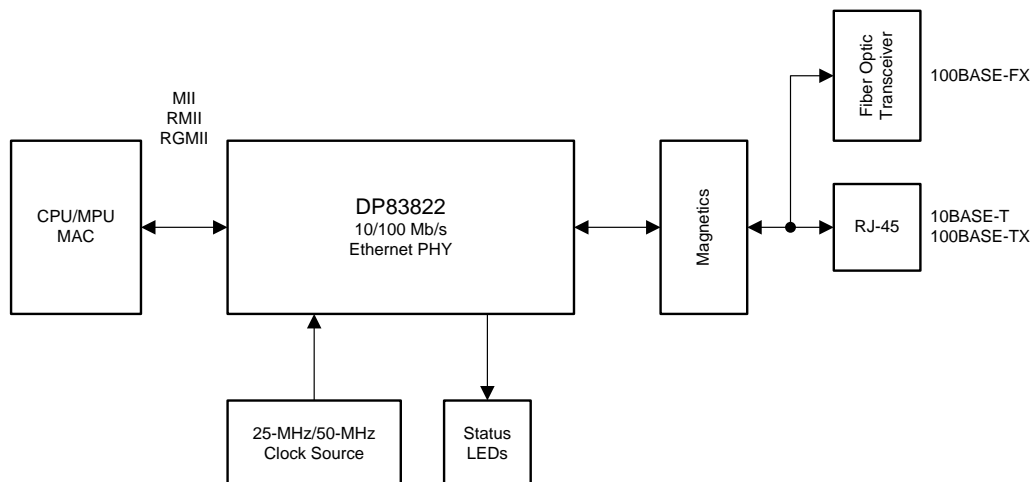 MII
RMII
RGMII
CPU/MPU
MAC
DP83822
10/100 Mb/s
Ethernet PHY
Magnetics
Fiber Optic
Transceiver
100BASE-FX
RJ-45
10BASE-T
100BASE-TX
25-MHz/50-MHz
Clock Source
Status
LEDs